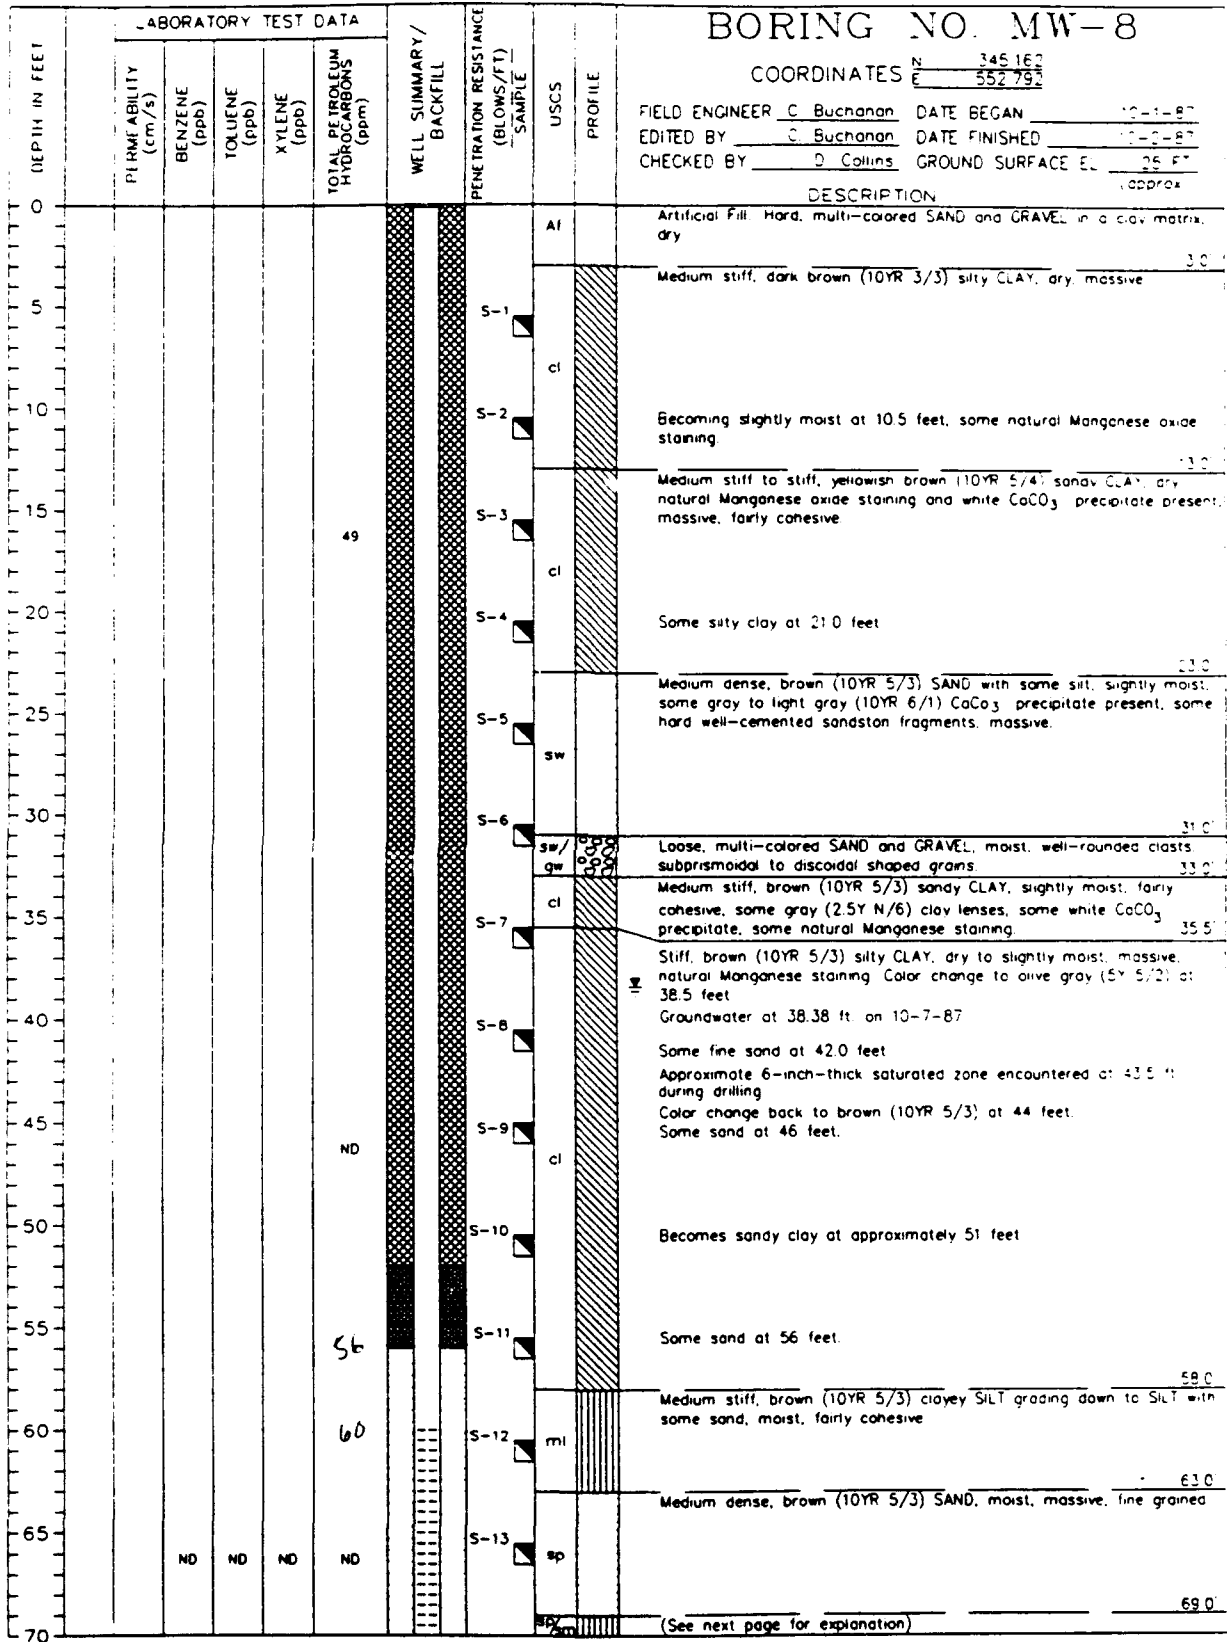 LABORATORY TEST DATA
DEPTH IN FEET
PERMEABILITY (cm/s)
BENZENE (ppb)
TOLUENE (ppb)
XYLENE (ppb)
TOTAL PETROLEUM HYDROCARBONS (ppm)
WELL SUMMARY/ BACKFILL
PENETRATION RESISTANCE (BLOWS/FT) SAMPLE
USCS
PROFILE
BORING NO. MW-8
COORDINATES N 345 162
E 552 792
FIELD ENGINEER C Buchanan DATE BEGAN 10-1-87
EDITED BY C. Buchanan DATE FINISHED
CHECKED BY D Collins GROUND SURFACE EL 25 FT
approx
DESCRIPTION
0
Af
Artificial Fill. Hard, multi-colored SAND and GRAVEL in a clay matrix,
dry
3.0'
Medium stiff, dark brown (10YR 3/3) silty CLAY, dry, massive
5
S-1
cl
10
S-2
Becoming slightly moist at 10.5 feet, some natural Manganese oxide
staining.
13.0'
Medium stiff to stiff, yellowish brown (10YR 5/4) sandy CLAY, dry
natural Manganese oxide staining and white CaCO3 precipitate present,
massive, fairly cohesive
15
S-3
49
cl
20
S-4
Some silty clay at 21.0 feet
23.0
Medium dense, brown (10YR 5/3) SAND with some silt, slightly moist,
some gray to light gray (10YR 6/1) CaCo3 precipitate present, some
hard well-cemented sandston fragments, massive.
25
S-5
sw
30
S-6
31.0'
sw/
gw
Loose, multi-colored SAND and GRAVEL, moist, well-rounded clasts
subprismoidal to discoidal shaped grains.
33.0'
Medium stiff, brown (10YR 5/3) sandy CLAY, slightly moist, fairly
cohesive, some gray (2.5Y N/6) clay lenses, some white CaCO3
precipitate, some natural Manganese staining.
35.5'
cl
35
S-7
Stiff, brown (10YR 5/3) silty CLAY, dry to slightly moist, massive,
natural Manganese staining Color change to olive gray (5Y 5/2) at
38.5 feet
Groundwater at 38.38 ft. on 10-7-87
40
S-8
Some fine sand at 42.0 feet
Approximate 6-inch-thick saturated zone encountered at 43.5 ft
during drilling
Color change back to brown (10YR 5/3) at 44 feet.
45
S-9
Some sand at 46 feet.
ND
cl
50
S-10
Becomes sandy clay at approximately 51 feet
55
S-11
56
Some sand at 56 feet.
58.0
Medium stiff, brown (10YR 5/3) clayey SILT grading down to SILT with
some sand, moist, fairly cohesive
60
60
S-12
ml
63.0'
Medium dense, brown (10YR 5/3) SAND, moist, massive, fine grained
65
S-13
ND ND ND ND
sp
69.0'
70
sp/
sm
(See next page for explanation)